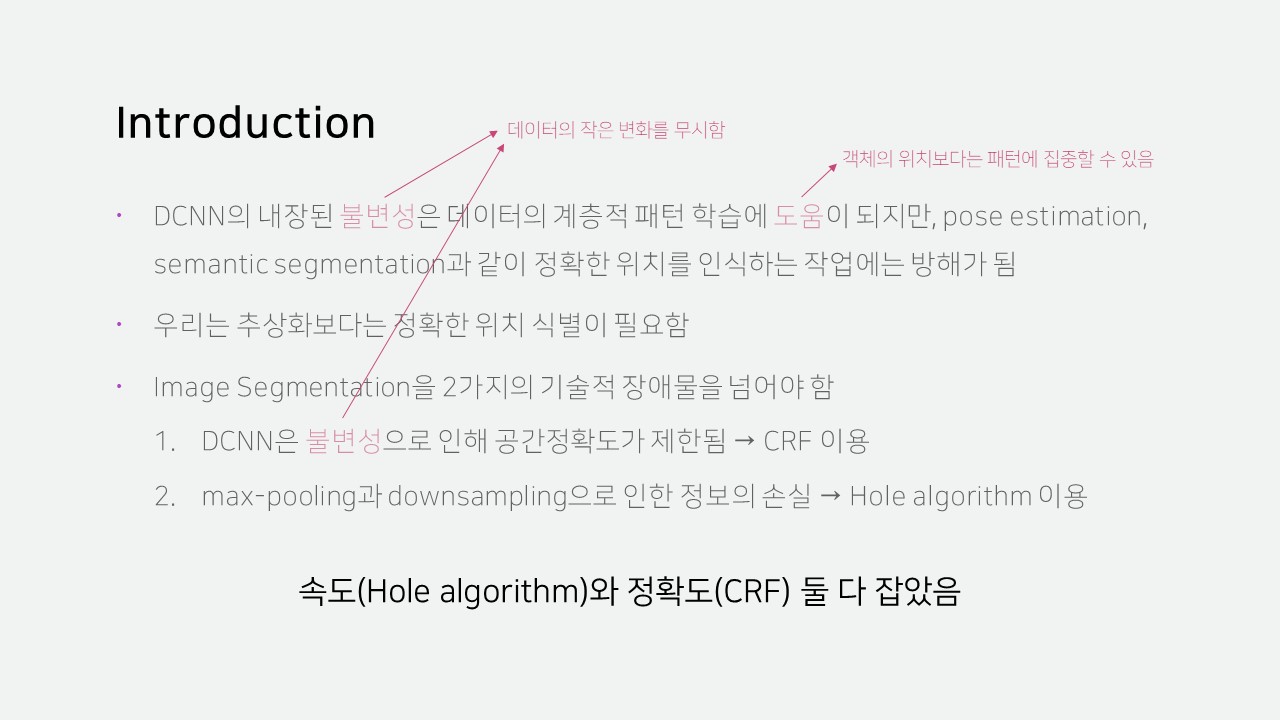 Introduction
데이터의 작은 변화를 무시함
객체의 위치보다는 패턴에 집중할 수 있음
• DCNN의 내장된 불변성은 데이터의 계층적 패턴 학습에 도움이 되지만, pose estimation,
semantic segmentation과 같이 정확한 위치를 인식하는 작업에는 방해가 됨
• 우리는 추상화보다는 정확한 위치 식별이 필요함
• Image Segmentation을 2가지의 기술적 장애물을 넘어야 함
1. DCNN은 불변성으로 인해 공간정확도가 제한됨 → CRF 이용
2. max-pooling과 downsampling으로 인한 정보의 손실 → Hole algorithm 이용
속도(Hole algorithm)와 정확도(CRF) 둘 다 잡았음